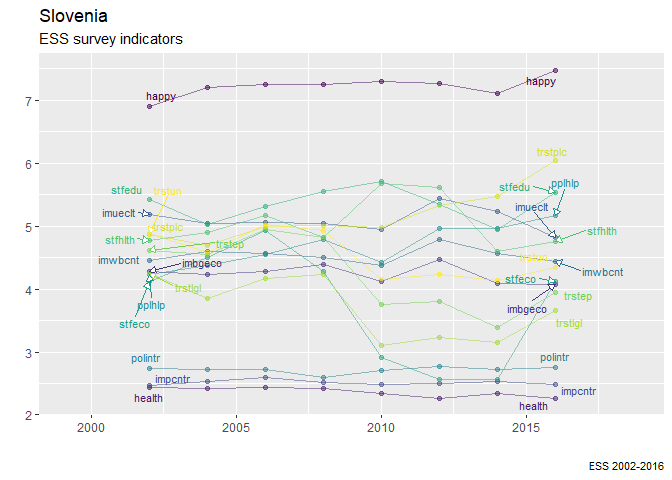 Slovenia
ESS survey indicators
7
6
5
4
3
2
happy
happy
trstplc
stfedu
trstun
stfedu
pplhlp
imueclt
imueclt
trstplc
stfhlth
trstep
stfhlth
imwbcnt
imbgeco
trstun
imwbcnt
stfeco
trstlgl
trstep
pplhlp
imbgeco
stfeco
trstlgl
polintr
polintr
impcntr
impcntr
health
health
2000
2005
2010
2015
ESS 2002-2016